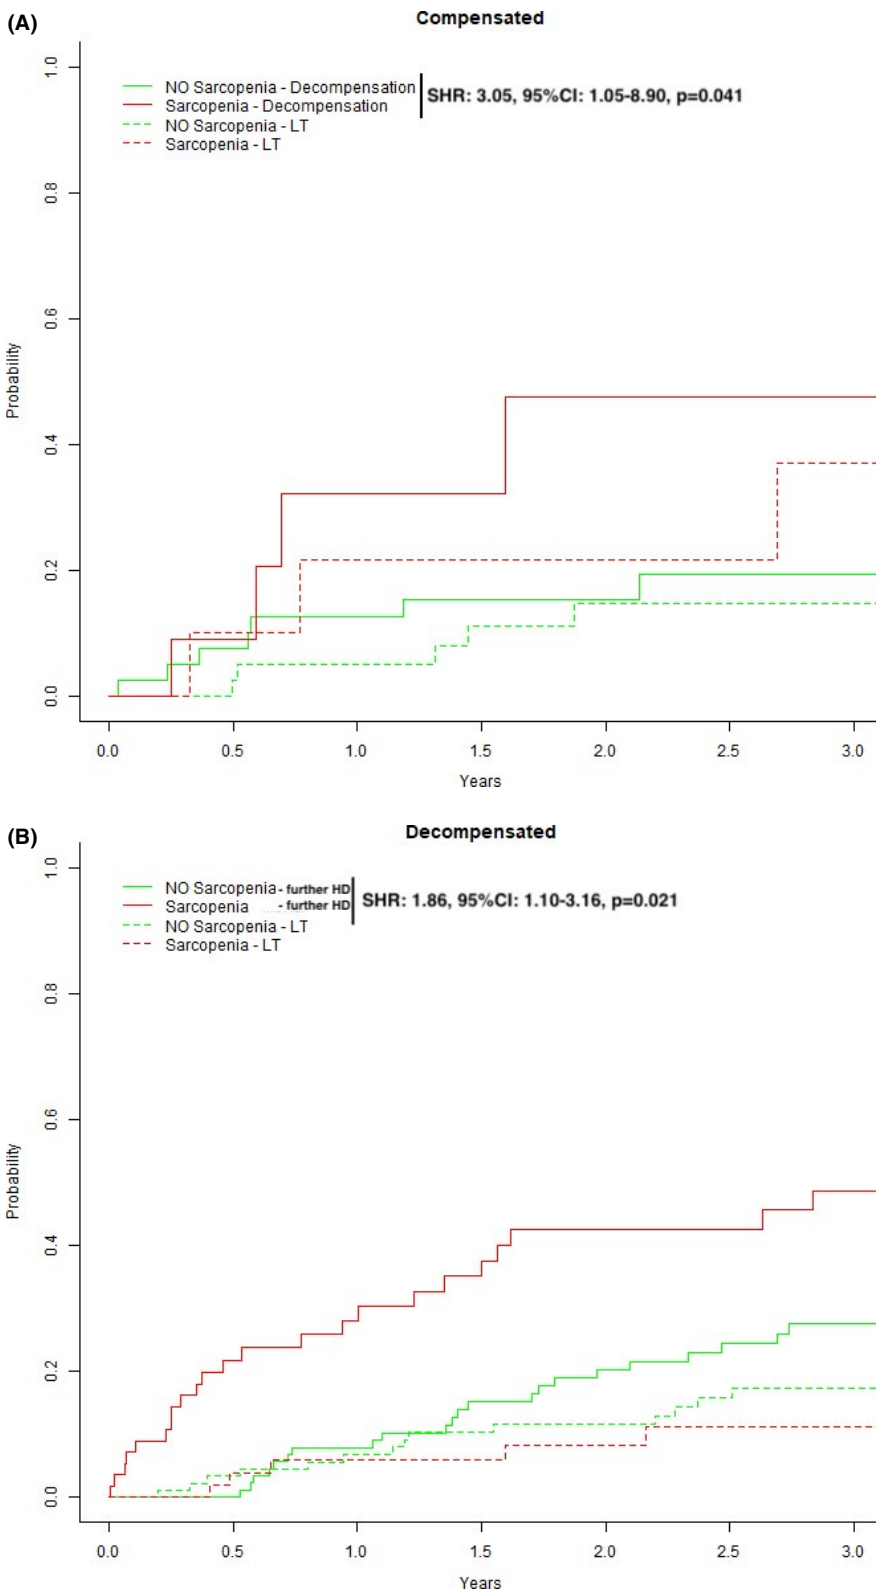 (A)
Compensated
NO Sarcopenia - Decompensation
Sarcopenia - Decompensation
SHR: 3.05, 95%CI: 1.05-8.90, p=0.041
NO Sarcopenia - LT
Sarcopenia - LT
Probability
1.0
0.8
0.6
0.4
0.2
0.0
0.0 0.5 1.0 1.5 2.0 2.5 3.0
Years
(B)
Decompensated
NO Sarcopenia - further HD
Sarcopenia - further HD
SHR: 1.86, 95%CI: 1.10-3.16, p=0.021
NO Sarcopenia - LT
Sarcopenia - LT
Probability
1.0
0.8
0.6
0.4
0.2
0.0
0.0 0.5 1.0 1.5 2.0 2.5 3.0
Years